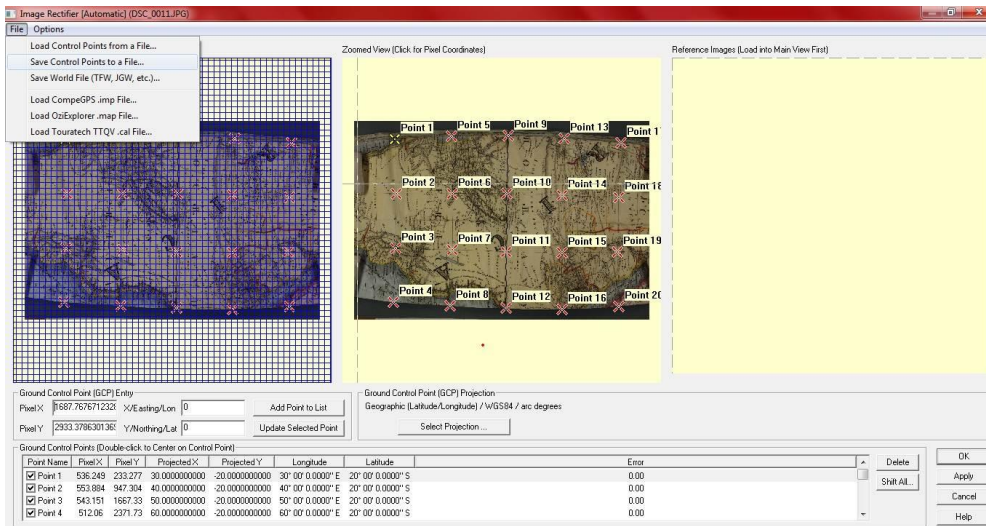 Image Rectifier [Automatic] (DSC_0011.JPG)
File Options
Load Control Points from a File...
Save Control Points to a File...
Save World File (TFW, JGW, etc.)...
Load CompeGPS .imp File...
Load OziExplorer .map File...
Load Touratech TTQV .cal File...
Zoomed View (Click for Pixel Coordinates)
Reference Images (Load into Main View First)
Point 1 Point 5 Point 9 Point 13 Point 1
Point 2 Point 6 Point 10 Point 14 Point 18
Point 3 Point 7 Point 11 Point 15 Point 19
Point 4 Point 8 Point 12 Point 16 Point 20
Ground Control Point (GCP) Entry
Pixel X 1687.767671232 X/Easting/Lon 0 Add Point to List
Pixel Y 2933.378630136 Y/Northing/Lat 0 Update Selected Point
Ground Control Point (GCP) Projection
Geographic (Latitude/Longitude) / WGS84 / arc degrees
Select Projection ...
Ground Control Points (Double-click to Center on Control Point)
Point Name Pixel X Pixel Y Projected X Projected Y Longitude Latitude Error
Point 1 536.249 233.277 30.0000000000 -20.0000000000 30° 00' 0.0000" E 20° 00' 0.0000" S 0.00
Point 2 553.884 947.304 40.0000000000 -20.0000000000 40° 00' 0.0000" E 20° 00' 0.0000" S 0.00
Point 3 543.151 1667.33 50.0000000000 -20.0000000000 50° 00' 0.0000" E 20° 00' 0.0000" S 0.00
Point 4 512.06 2371.73 60.0000000000 -20.0000000000 60° 00' 0.0000" E 20° 00' 0.0000" S 0.00
Delete
Shift All...
OK
Apply
Cancel
Help